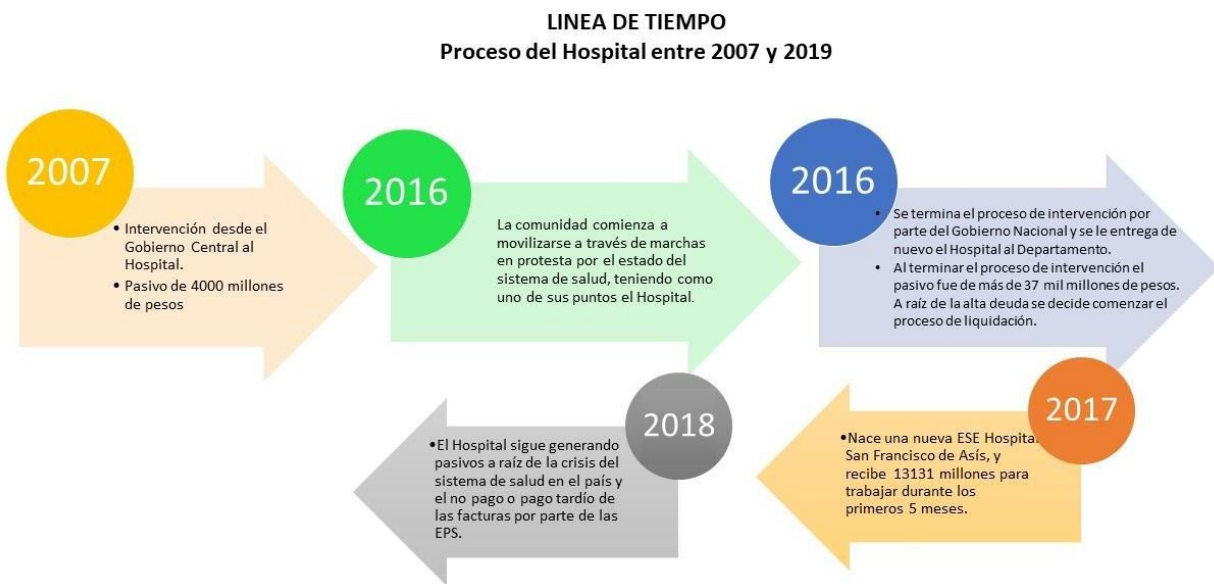 LINEA DE TIEMPO
Proceso del Hospital entre 2007 y 2019
2007
• Intervención desde el
Gobierno Central al
Hospital.
• Pasivo de 4000 millones
de pesos
2016
La comunidad comienza a
movilizarse a través de marchas
en protesta por el estado del
sistema de salud, teniendo como
uno de sus puntos el Hospital.
2016
• Se termina el proceso de intervención por
parte del Gobierno Nacional y se le entrega de
nuevo el Hospital al Departamento.
• Al terminar el proceso de intervención el
pasivo fue de más de 37 mil millones de pesos.
A raíz de la alta deuda se decide comenzar el
proceso de liquidación.
2017
•Nace una nueva ESE Hospital
San Francisco de Asís, y
recibe 13131 millones para
trabajar durante los
primeros 5 meses.
2018
•El Hospital sigue generando
pasivos a raíz de la crisis del
sistema de salud en el país y
el no pago o pago tardío de
las facturas por parte de las
EPS.